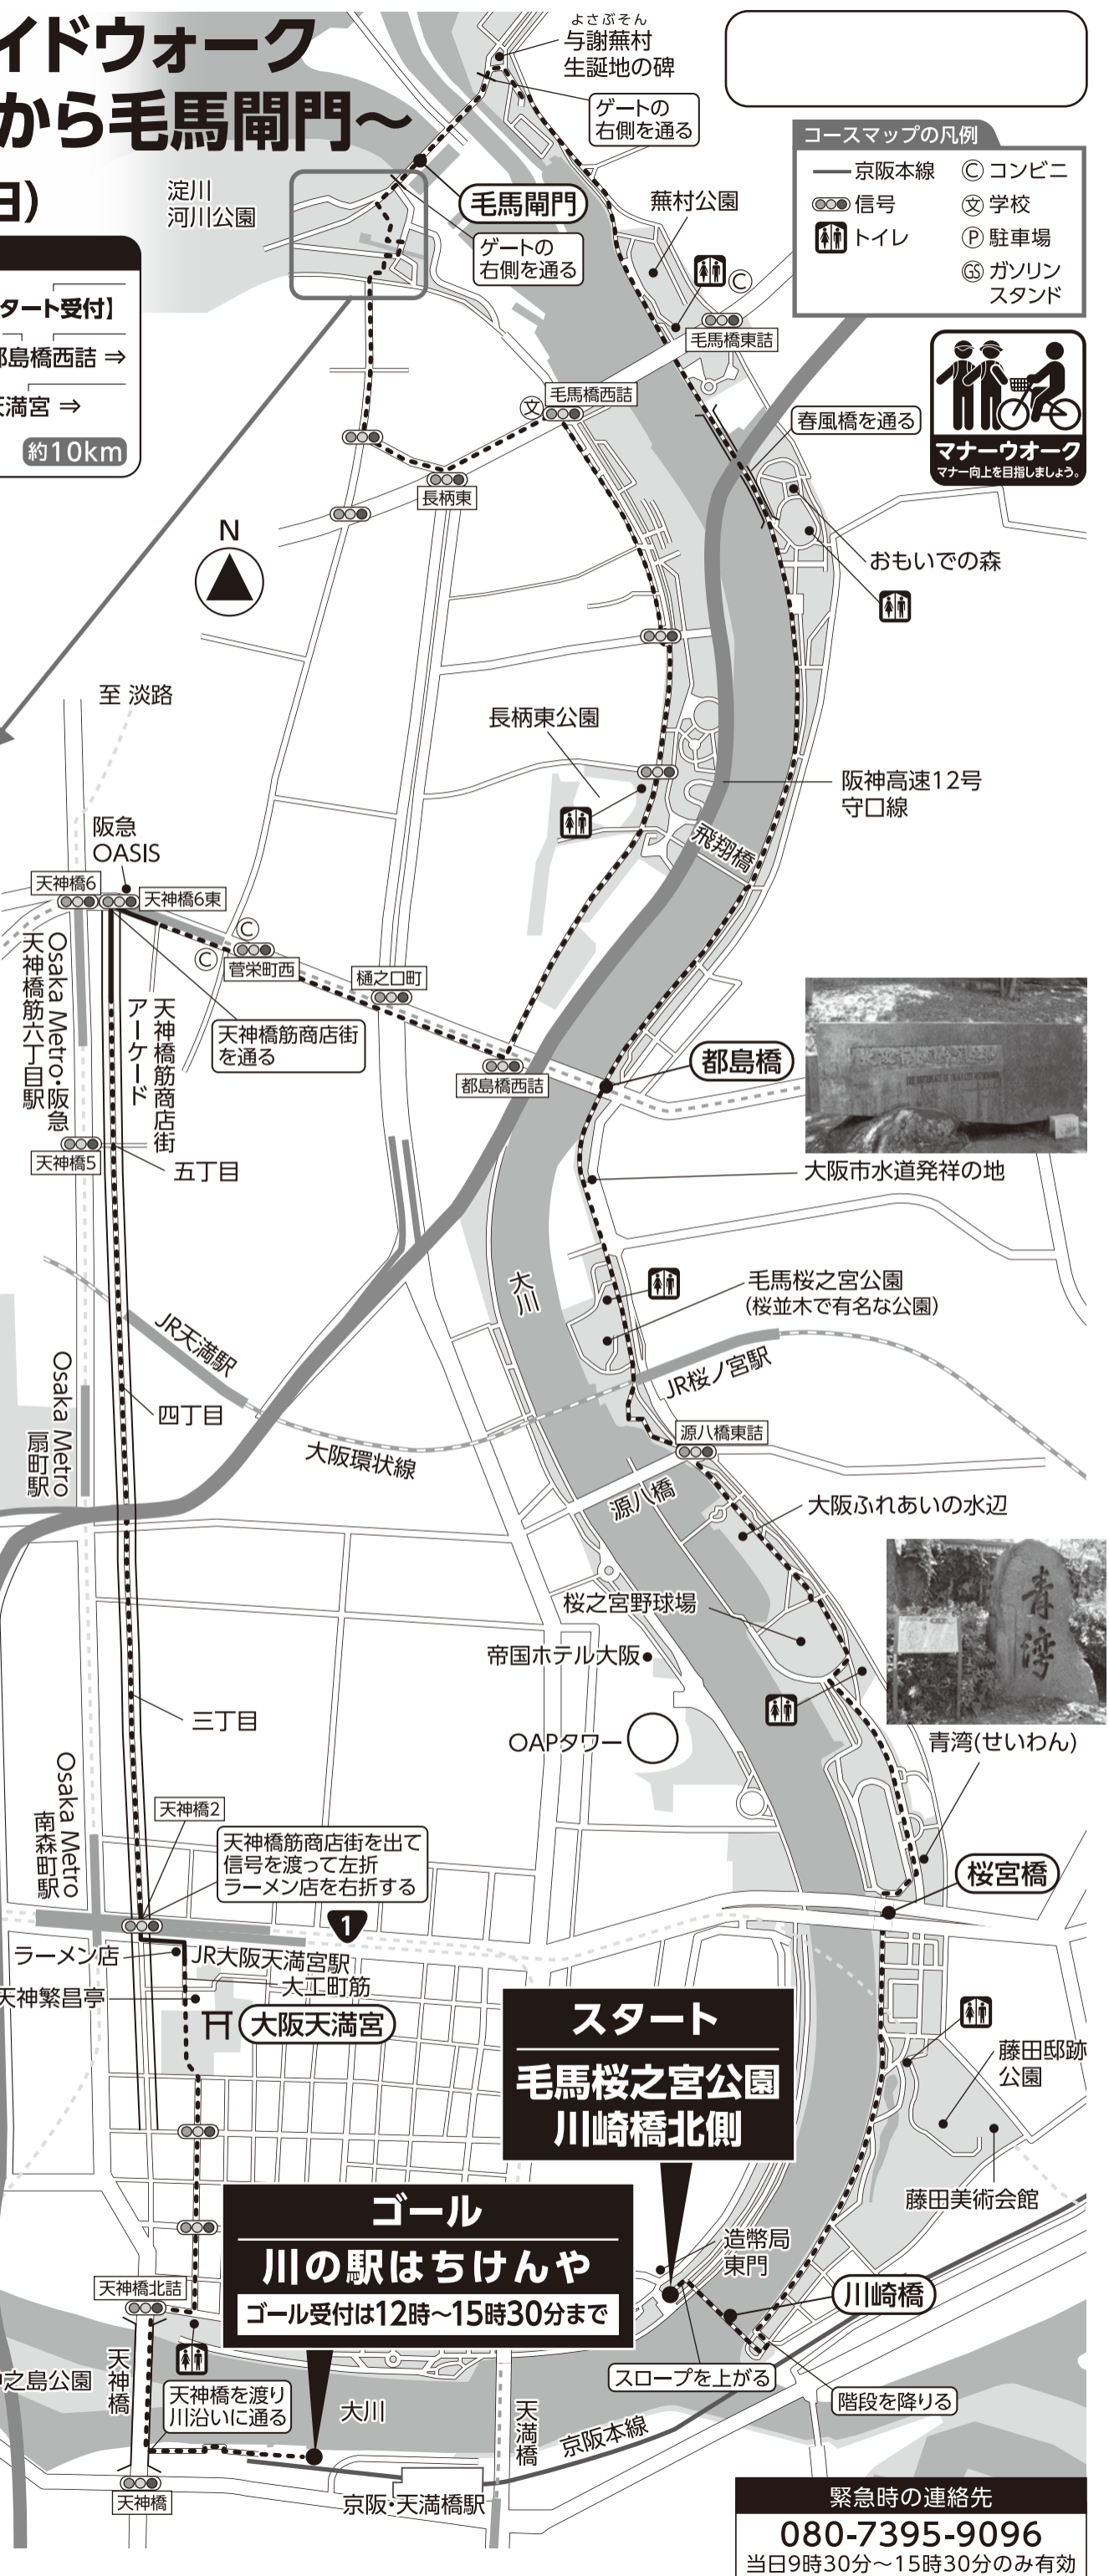 イドウォーク
から毛馬閘門～
日)
タート受付】
都島橋西詰 ⇒
天満宮 ⇒
約10km
よさぶそん
与謝蕪村
生誕地の碑
ゲートの
右側を通る
コースマップの凡例
京阪本線
信号
トイレ
Ⓒ コンビニ
文 学校
Ⓟ 駐車場
GS ガソリン
スタンド
淀川
河川公園
毛馬閘門
ゲートの
右側を通る
蕪村公園
Ⓒ
毛馬橋東詰
マナーウオーク
マナー向上を目指しましょう。
毛馬橋西詰
文
春風橋を通る
長柄東
N
おもいでの森
至 淡路
長柄東公園
阪神高速12号
守口線
飛翔橋
阪急
OASIS
天神橋6
天神橋6東
Ⓒ
Ⓒ
菅栄町西
樋之口町
Osaka Metro・阪急
天神橋筋六丁目駅
天神橋筋商店街
アーケード
天神橋筋商店街
を通る
都島橋西詰
都島橋
天神橋5
五丁目
大阪市水道発祥の地
大川
毛馬桜之宮公園
(桜並木で有名な公園)
JR天満駅
JR桜ノ宮駅
Osaka Metro
扇町駅
四丁目
大阪環状線
源八橋東詰
源八橋
大阪ふれあいの水辺
桜之宮野球場
帝国ホテル大阪
青湾
OAPタワー
三丁目
青湾(せいわん)
Osaka Metro
南森町駅
天神橋2
天神橋筋商店街を出て
信号を渡って左折
ラーメン店を右折する
桜宮橋
1
ラーメン店
JR大阪天満宮駅
大工町筋
天神繁昌亭
大阪天満宮
スタート
毛馬桜之宮公園
川崎橋北側
藤田邸跡
公園
藤田美術会館
ゴール
川の駅はちけんや
ゴール受付は12時～15時30分まで
造幣局
東門
川崎橋
天神橋北詰
スロープを上がる
階段を降りる
之島公園
天神橋
天神橋を渡り
川沿いに通る
大川
天満橋
京阪本線
天神橋
京阪・天満橋駅
緊急時の連絡先
080-7395-9096
当日9時30分～15時30分のみ有効